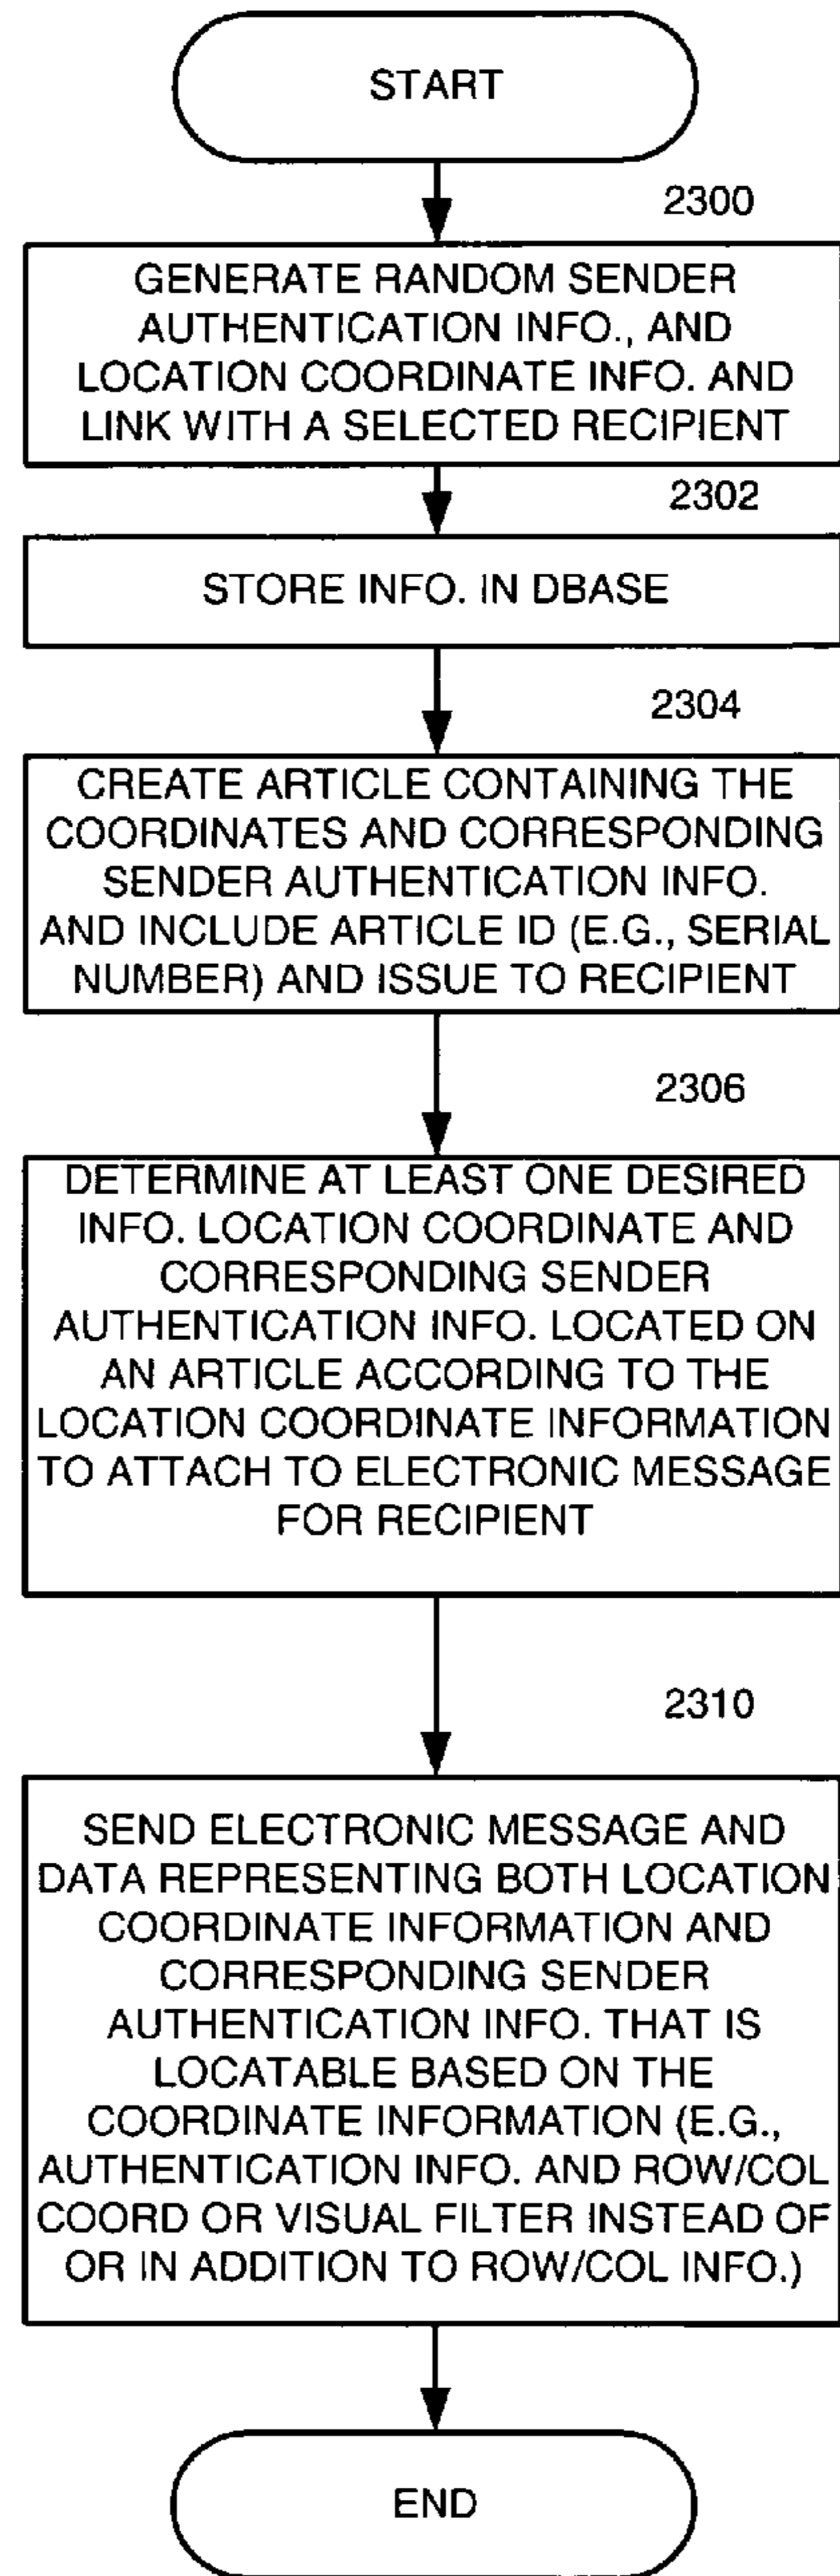 START
2300
GENERATE RANDOM SENDER
AUTHENTICATION INFO., AND
LOCATION COORDINATE INFO. AND
LINK WITH A SELECTED RECIPIENT
2302
STORE INFO. IN DBASE
2304
CREATE ARTICLE CONTAINING THE
COORDINATES AND CORRESPONDING
SENDER AUTHENTICATION INFO.
AND INCLUDE ARTICLE ID (E.G., SERIAL
NUMBER) AND ISSUE TO RECIPIENT
2306
DETERMINE AT LEAST ONE DESIRED
INFO. LOCATION COORDINATE AND
CORRESPONDING SENDER
AUTHENTICATION INFO. LOCATED ON
AN ARTICLE ACCORDING TO THE
LOCATION COORDINATE INFORMATION
TO ATTACH TO ELECTRONIC MESSAGE
FOR RECIPIENT
2310
SEND ELECTRONIC MESSAGE AND
DATA REPRESENTING BOTH LOCATION
COORDINATE INFORMATION AND
CORRESPONDING SENDER
AUTHENTICATION INFO. THAT IS
LOCATABLE BASED ON THE
COORDINATE INFORMATION (E.G.,
AUTHENTICATION INFO. AND ROW/COL
COORD OR VISUAL FILTER INSTEAD OF
OR IN ADDITION TO ROW/COL INFO.)
END